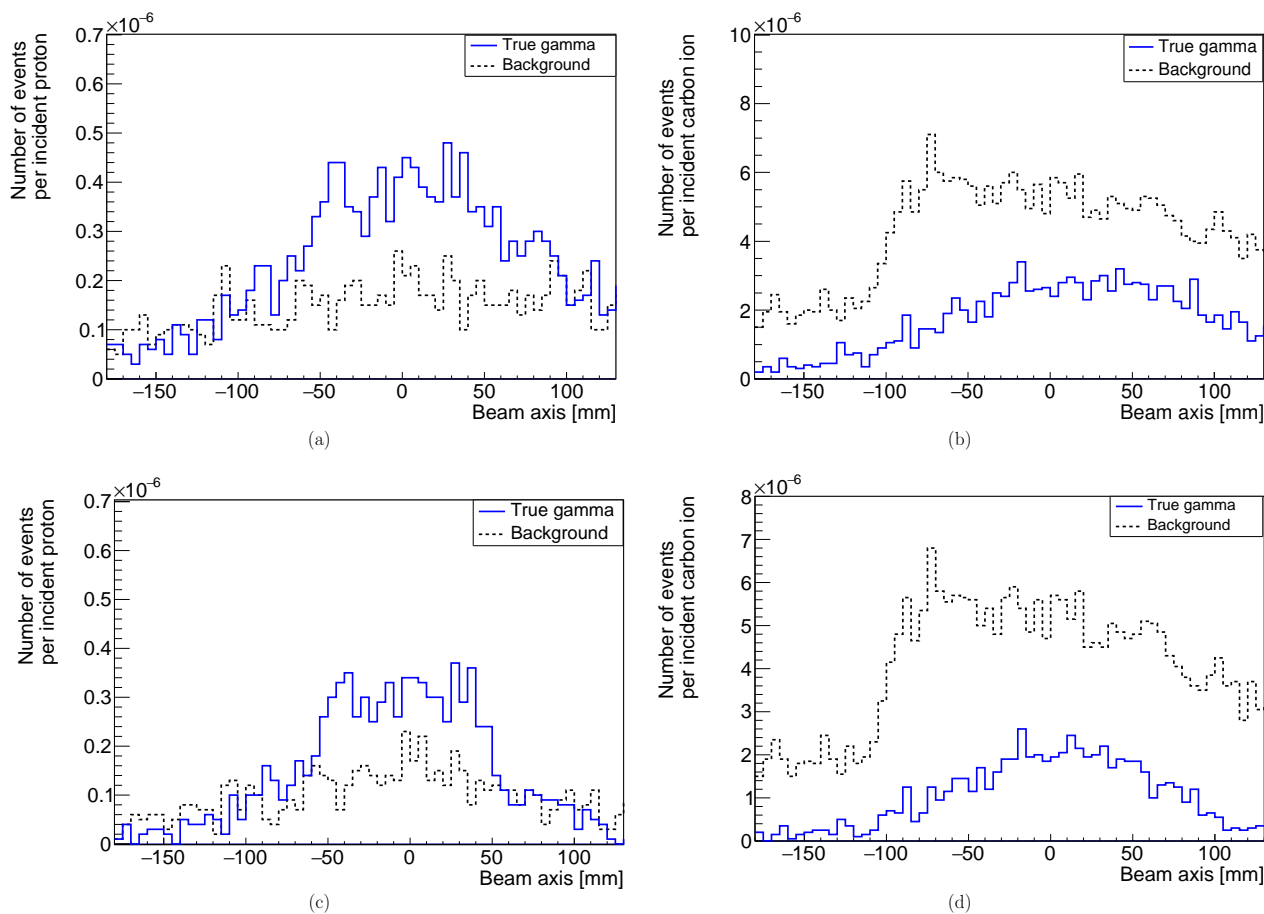 ×10⁻⁶
0.7
0.6
0.5
0.4
0.3
0.2
0.1
0
Number of events
per incident proton
True gamma
Background
−150 −100 −50 0 50 100
Beam axis [mm]
(a)
×10⁻⁶
10
8
6
4
2
0
Number of events
per incident carbon ion
True gamma
Background
−150 −100 −50 0 50 100
Beam axis [mm]
(b)
×10⁻⁶
0.7
0.6
0.5
0.4
0.3
0.2
0.1
0
Number of events
per incident proton
True gamma
Background
−150 −100 −50 0 50 100
Beam axis [mm]
(c)
×10⁻⁶
8
7
6
5
4
3
2
1
0
Number of events
per incident carbon ion
True gamma
Background
−150 −100 −50 0 50 100
Beam axis [mm]
(d)